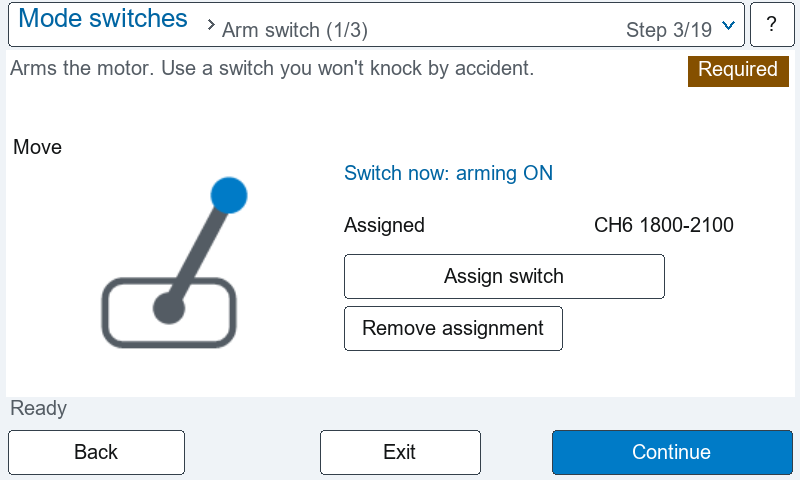 Mode switches > Arm switch (1/3) Step 3/19 ?
Arms the motor. Use a switch you won't knock by accident. Required
Move
Switch now: arming ON
Assigned CH6 1800-2100
Assign switch
Remove assignment
Ready
Back Exit Continue